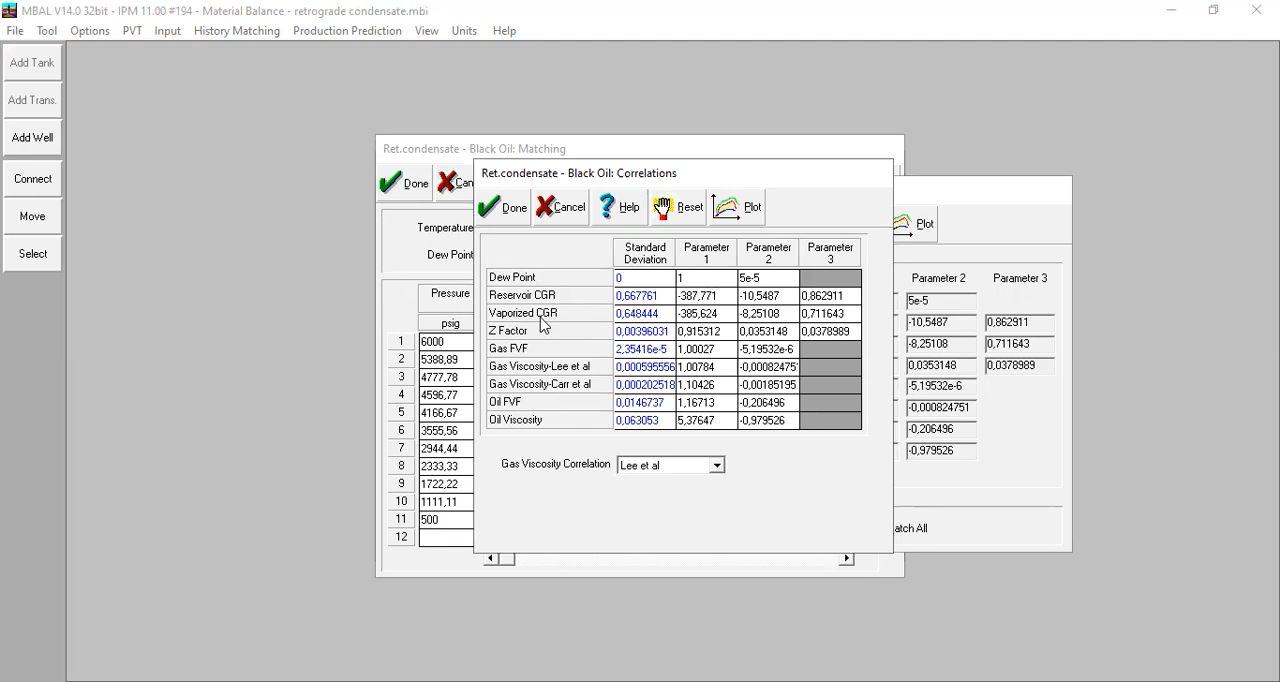 MBAL V14.0 32bit - IPM 11.00 #194 - Material Balance - retrograde condensate.mbi
File Tool Options PVT Input History Matching Production Prediction View Units Help
Add Tank
Add Trans.
Add Well
Connect
Move
Select
Ret.condensate - Black Oil: Matching
Done
Temperature
Dew Point
Pressure
psig
1 6000
2 5388,89
3 4777,78
4 4596,77
5 4166,67
6 3555,56
7 2944,44
8 2333,33
9 1722,22
10 1111,11
11 500
12
Ret.condensate - Black Oil: Correlations
Done Cancel Help Reset Plot
Standard Deviation Parameter 1 Parameter 2 Parameter 3
Dew Point 0 1 5e-5
Reservoir CGR 0,667761 -387,771 -10,5487 0,862911
Vaporized CGR 0,648444 -385,624 -8,25108 0,711643
Z Factor 0,00396031 0,915312 0,0353148 0,0378989
Gas FVF 2,35416e-5 1,00027 -5,19532e-6
Gas Viscosity-Lee et al 0,000595556 1,00784 -0,00082475
Gas Viscosity-Carr et al 0,000202518 1,10426 -0,00185195
Oil FVF 0,0146737 1,16713 -0,206496
Oil Viscosity 0,063053 5,37647 -0,979526
Gas Viscosity Correlation Lee et al
Plot
Parameter 2 Parameter 3
5e-5
-10,5487 0,862911
-8,25108 0,711643
0,0353148 0,0378989
-5,19532e-6
-0,000824751
-0,206496
-0,979526
atch All